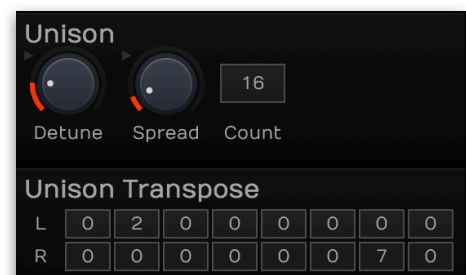 Unison
16
Detune Spread Count
Unison Transpose
L 0 2 0 0 0 0 0 0
R 0 0 0 0 0 0 7 0